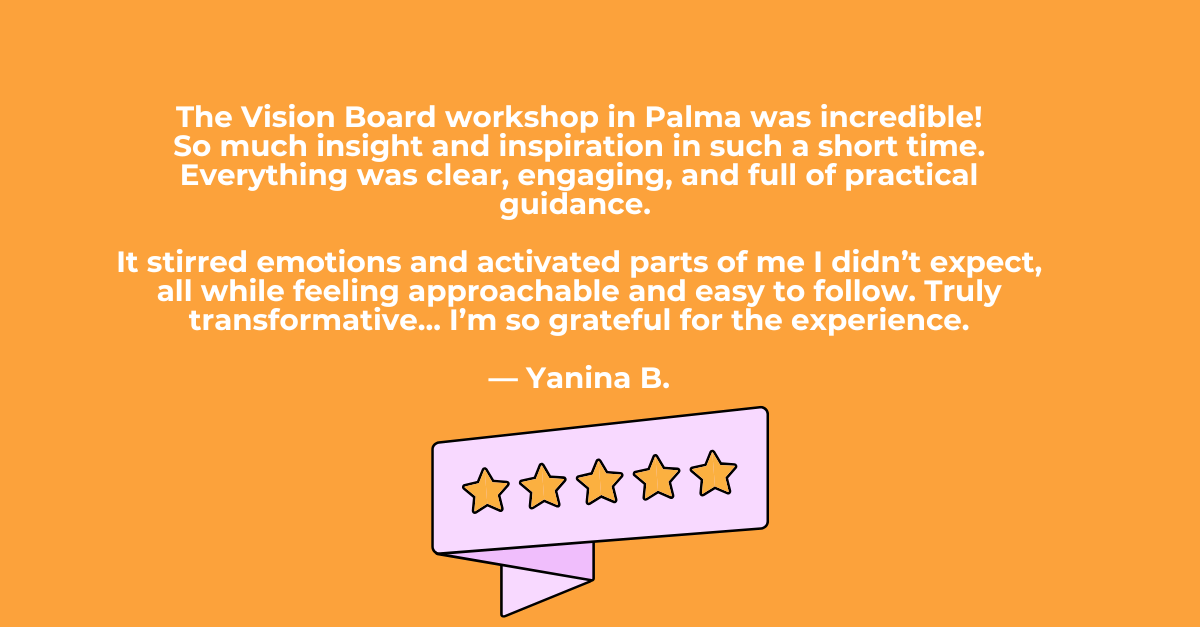 The Vision Board workshop in Palma was incredible!
So much insight and inspiration in such a short time.
Everything was clear, engaging, and full of practical
guidance.
It stirred emotions and activated parts of me I didn’t expect,
all while feeling approachable and easy to follow. Truly
transformative... I’m so grateful for the experience.
— Yanina B.